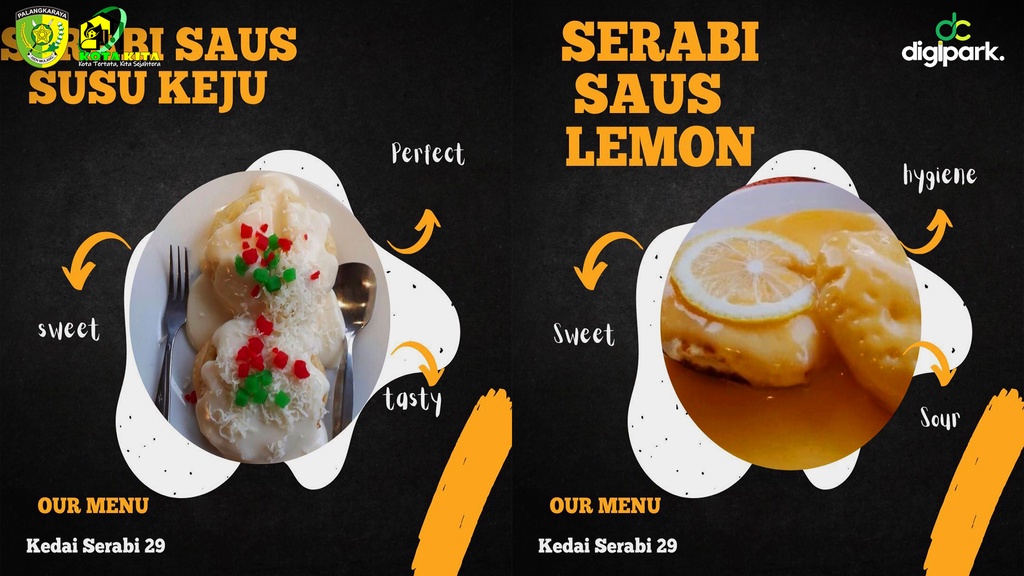 SERABI SAUS
SUSU KEJU
PALANGKARAYA
KOTA KITA
Kota Tertata, Kita Sejahtera
Perfect
sweet
tasty
OUR MENU
Kedai Serabi 29
SERABI
SAUS
LEMON
dc
digipark.
hygiene
Sweet
Sour
OUR MENU
Kedai Serabi 29